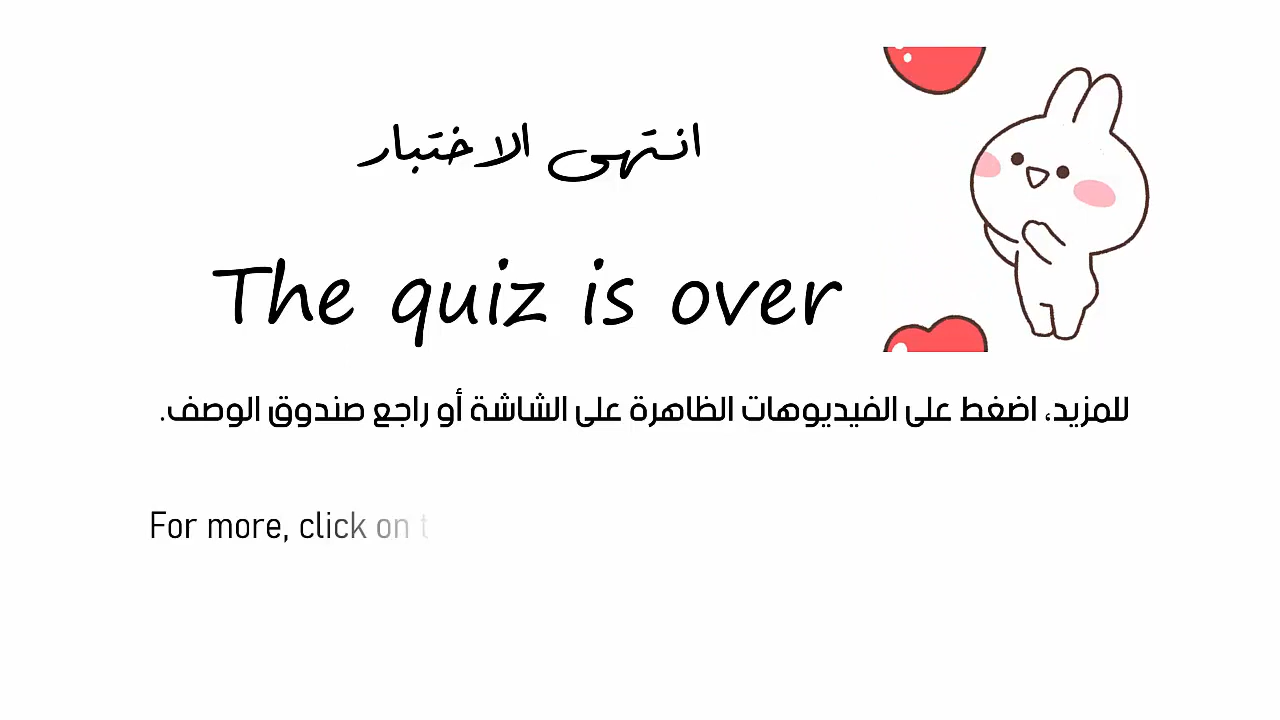 انتهى الاختبار
The quiz is over
للمزيد، اضغط على الفيديوهات الظاهرة على الشاشة أو راجع صندوق الوصف.
For more, click on t